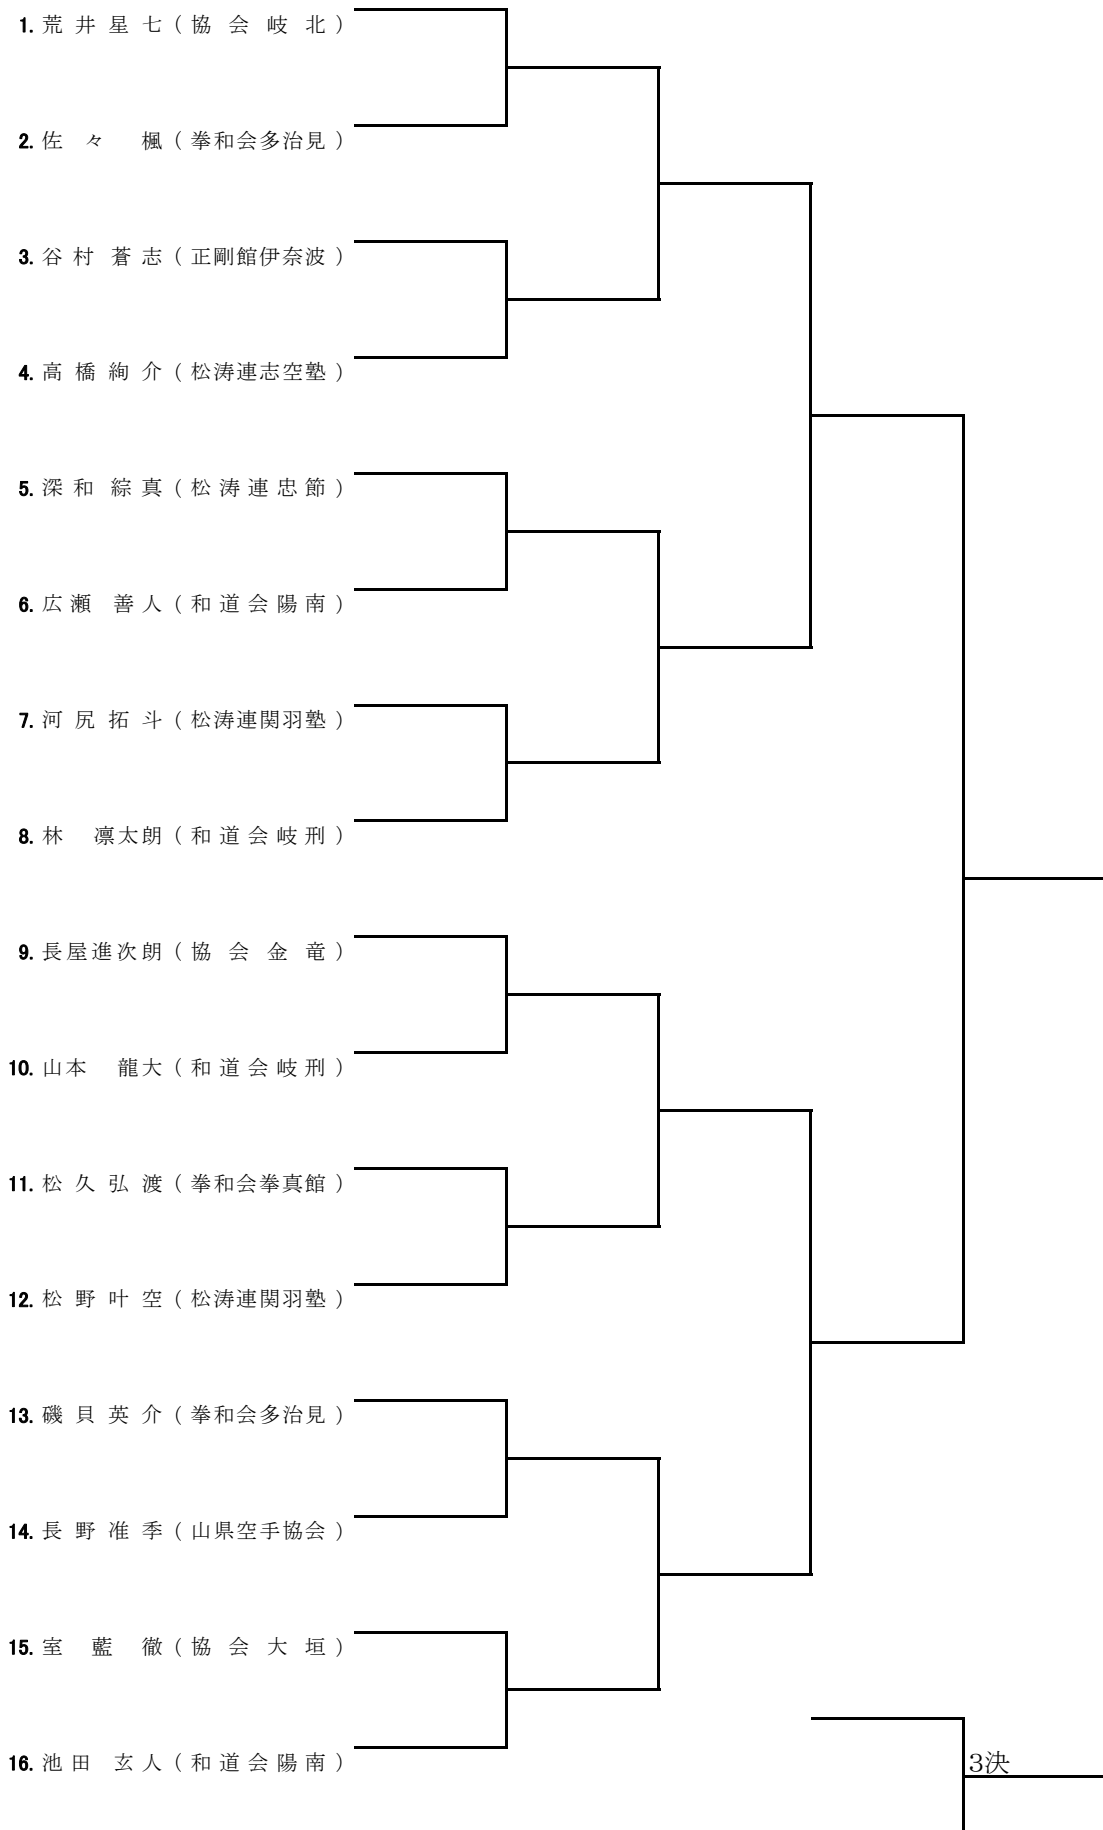 1. 荒井星七(協会岐北)
2. 佐々 楓(拳和会多治見)
3. 谷村 蒼志(正剛館伊奈波)
4. 高橋絢介(松涛連志空塾)
5. 深和 綜真(松涛連忠節)
6. 広瀬 善人(和道会陽南)
7. 河尻拓斗(松涛連関羽塾)
8. 林 凛太朗(和道会岐刑)
9. 長屋進次朗(協会金竜)
10. 山本 龍大(和道会岐刑)
11. 松久弘渡(拳和会拳真館)
12. 松野叶空(松涛連関羽塾)
13. 磯貝英介(拳和会多治見)
14. 長野准季(山県空手協会)
15. 室 藍 徹(協会大垣)
16. 池田 玄人(和道会陽南)
3決